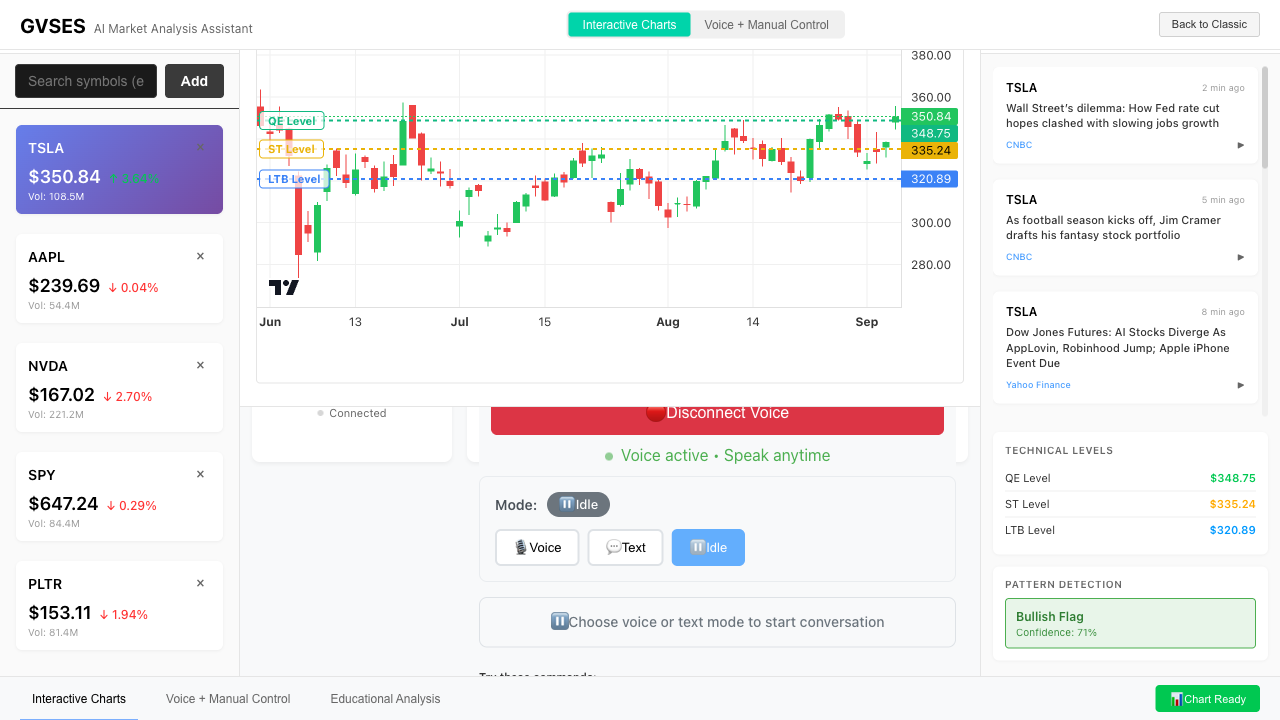 GVSES AI Market Analysis Assistant
Interactive Charts
Voice + Manual Control
Back to Classic
Search symbols (e
Add
TSLA
×
$350.84 ↑ 3.64%
Vol: 108.5M
AAPL
×
$239.69 ↓ 0.04%
Vol: 54.4M
NVDA
×
$167.02 ↓ 2.70%
Vol: 221.2M
SPY
×
$647.24 ↓ 0.29%
Vol: 84.4M
PLTR
×
$153.11 ↓ 1.94%
Vol: 81.4M
380.00
360.00
QE Level
350.84
348.75
ST Level
335.24
LTB Level
320.89
300.00
280.00
Jun
13
Jul
15
Aug
14
Sep
Connected
Disconnect Voice
Voice active • Speak anytime
Mode:
Idle
Voice
Text
Idle
Choose voice or text mode to start conversation
Try these commands:
TSLA
2 min ago
Wall Street's dilemma: How Fed rate cut
hopes clashed with slowing jobs growth
CNBC
TSLA
5 min ago
As football season kicks off, Jim Cramer
drafts his fantasy stock portfolio
CNBC
TSLA
8 min ago
Dow Jones Futures: AI Stocks Diverge As
AppLovin, Robinhood Jump; Apple iPhone
Event Due
Yahoo Finance
TECHNICAL LEVELS
QE Level
$348.75
ST Level
$335.24
LTB Level
$320.89
PATTERN DETECTION
Bullish Flag
Confidence: 71%
Interactive Charts
Voice + Manual Control
Educational Analysis
Chart Ready